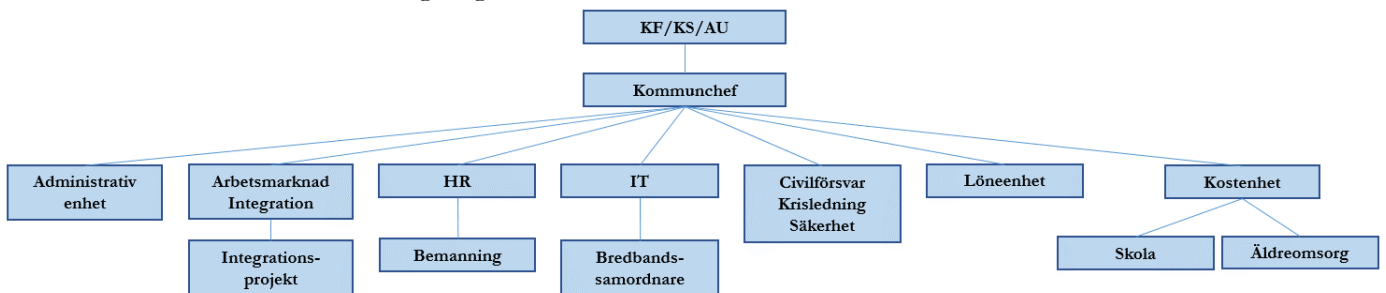 KF/KS/AU
Kommunchef
Administrativ
enhet
Arbetsmarknad
Integration
HR
IT
Civilförsvar
Krisledning
Säkerhet
Löneenhet
Kostenhet
Integrations-
projekt
Bemanning
Bredbands-
samordnare
Skola
Äldreomsorg